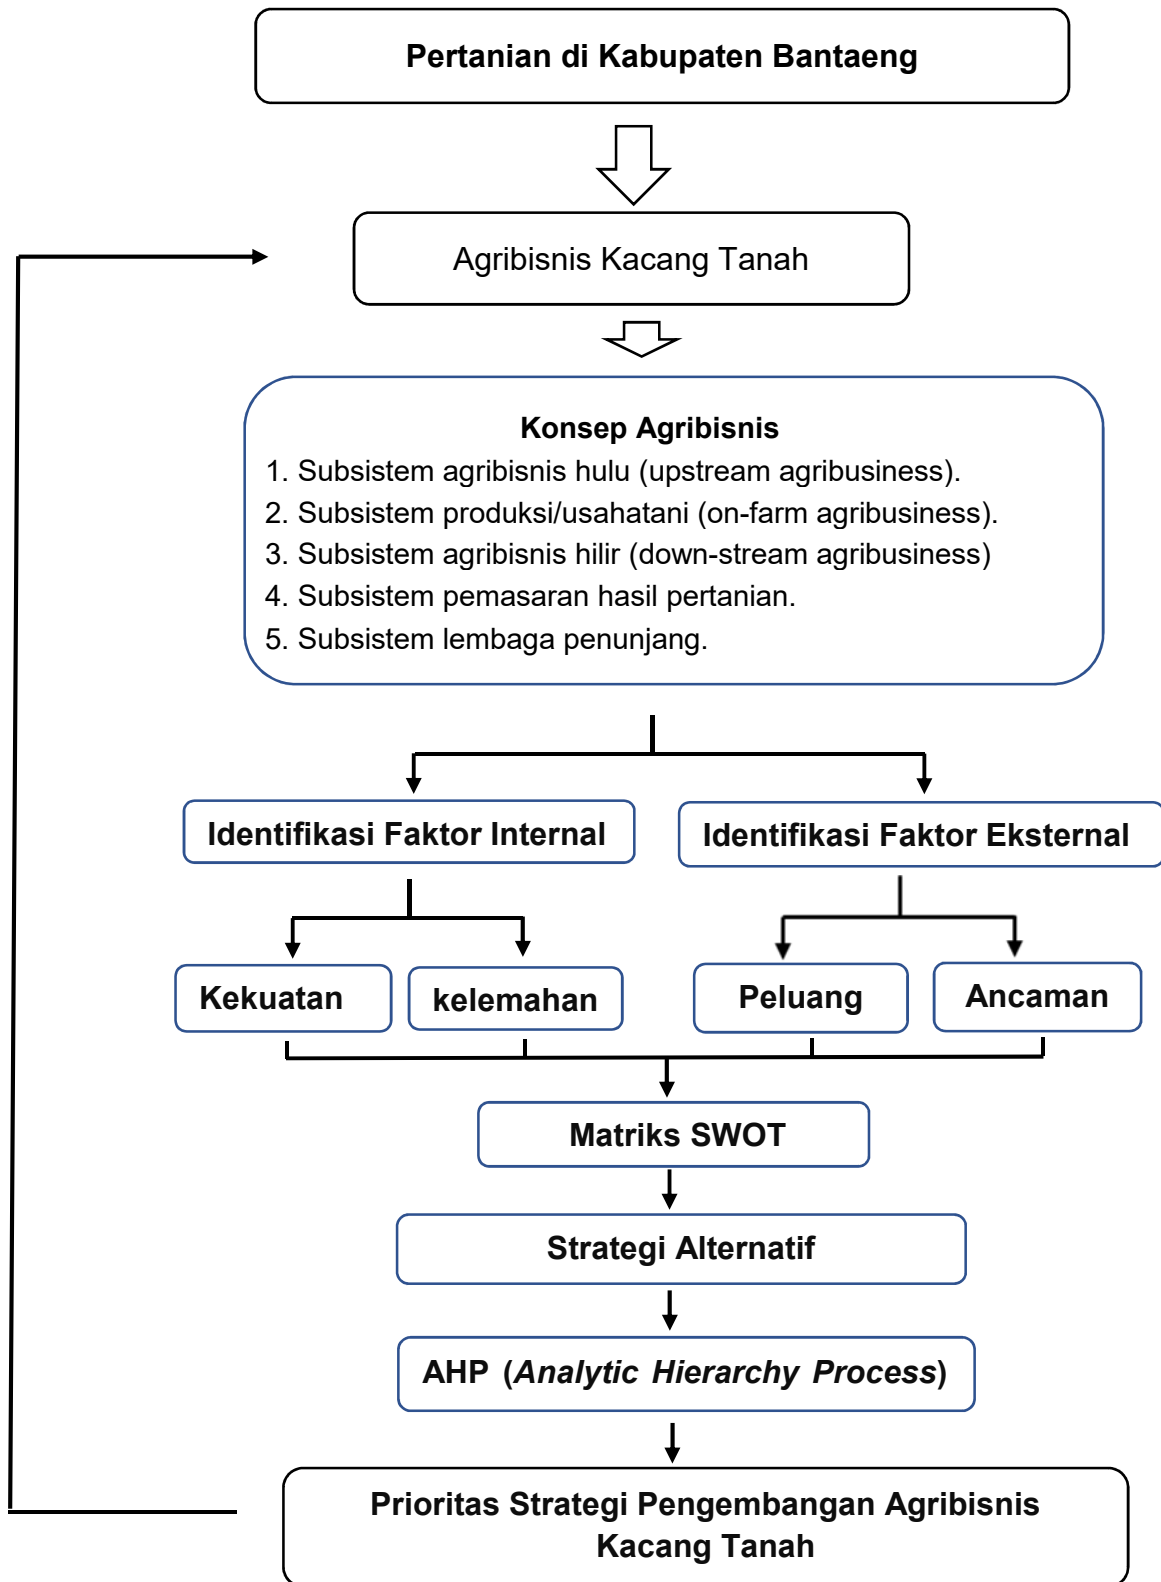 Pertanian di Kabupaten Bantaeng
Agribisnis Kacang Tanah
Konsep Agribisnis
1. Subsistem agribisnis hulu (upstream agribusiness).
2. Subsistem produksi/usahatani (on-farm agribusiness).
3. Subsistem agribisnis hilir (down-stream agribusiness)
4. Subsistem pemasaran hasil pertanian.
5. Subsistem lembaga penunjang.
Identifikasi Faktor Internal
Identifikasi Faktor Eksternal
Kekuatan
kelemahan
Peluang
Ancaman
Matriks SWOT
Strategi Alternatif
AHP (Analytic Hierarchy Process)
Prioritas Strategi Pengembangan Agribisnis
Kacang Tanah